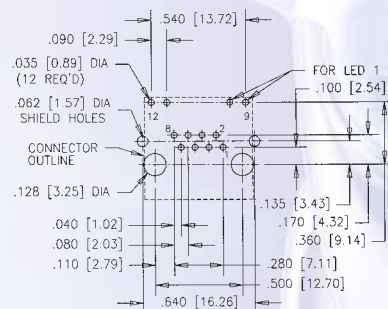 .540 [13.72]
.090 [2.29]
.035 [0.89] DIA
(12 REQ'D)
FOR LED 1
.100 [2.54]
.062 [1.57] DIA
SHIELD HOLES
12
9
8
2
CONNECTOR
OUTLINE
1
.128 [3.25] DIA
.135 [3.43]
.040 [1.02]
.170 [4.32]
.080 [2.03]
.360 [9.14]
.110 [2.79]
.280 [7.11]
.500 [12.70]
.640 [16.26]